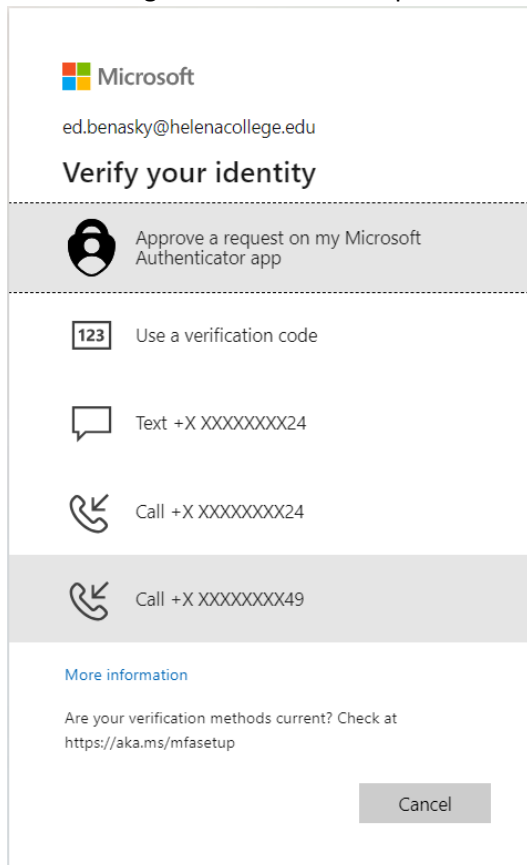 Microsoft
ed.benasky@helenacollege.edu
Verify your identity
Approve a request on my Microsoft
Authenticator app
123
Use a verification code
Text +X XXXXXXXX24
Call +X XXXXXXXX24
Call +X XXXXXXXX49
More information
Are your verification methods current? Check at
https://aka.ms/mfasetup
Cancel